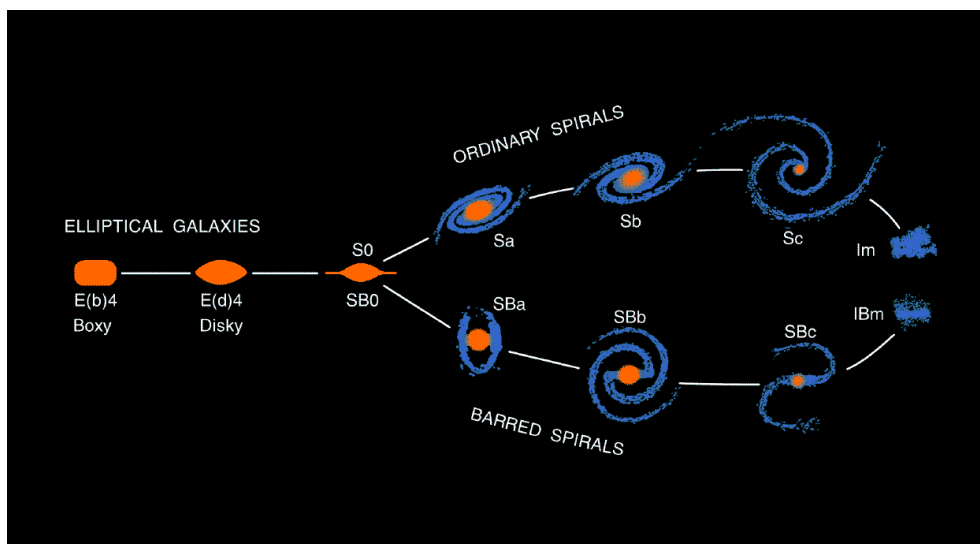 ORDINARY SPIRALS
ELLIPTICAL GALAXIES
E(b)4
Boxy
E(d)4
Disky
S0
SB0
Sa
Sb
Sc
Im
SBa
SBb
SBc
IBm
BARRED SPIRALS